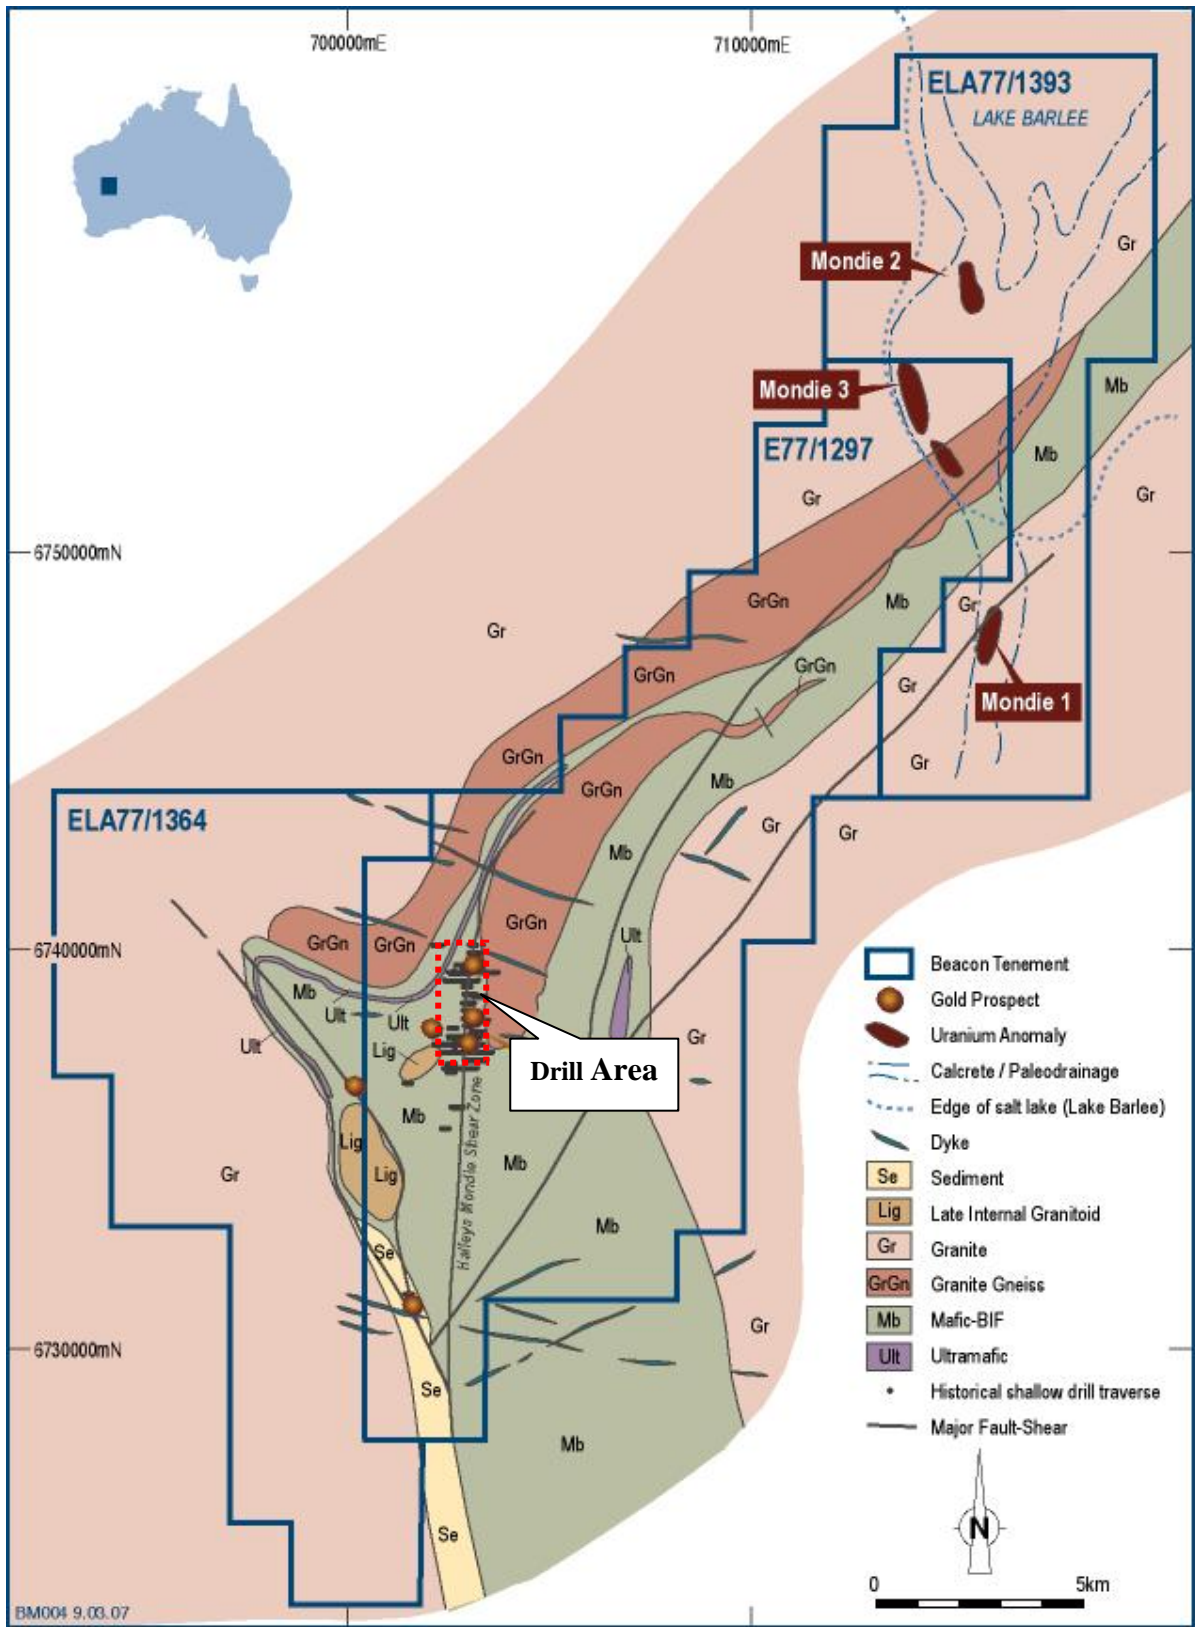 700000mE
710000mE
ELA77/1393
LAKE BARLEE
Gr
Mondie 2
Mondie 3
Mb
E77/1297
Mb
Gr
Gr
6750000mN
GrGn
Mb
Gr
Gr
GrGn
GrGn
Gr
Mondie 1
GrGn
Gr
Mb
GrGn
ELA77/1364
Gr
Gr
Mb
GrGn
Ult
GrGn
GrGn
6740000mN
Mb
Ult
Ult
Gr
Ult
Lig
Drill Area
Mb
Halleys Mondie Shear Zone
Lig
Lig
Mb
Gr
Mb
Se
Gr
6730000mN
Se
Mb
Se
Beacon Tenement
Gold Prospect
Uranium Anomaly
Calcrete / Paleodrainage
Edge of salt lake (Lake Barlee)
Dyke
Se Sediment
Lig Late Internal Granitoid
Gr Granite
GrGn Granite Gneiss
Mb Mafic-BIF
Ult Ultramafic
Historical shallow drill traverse
Major Fault-Shear
N
0 5km
BM004 9.03.07